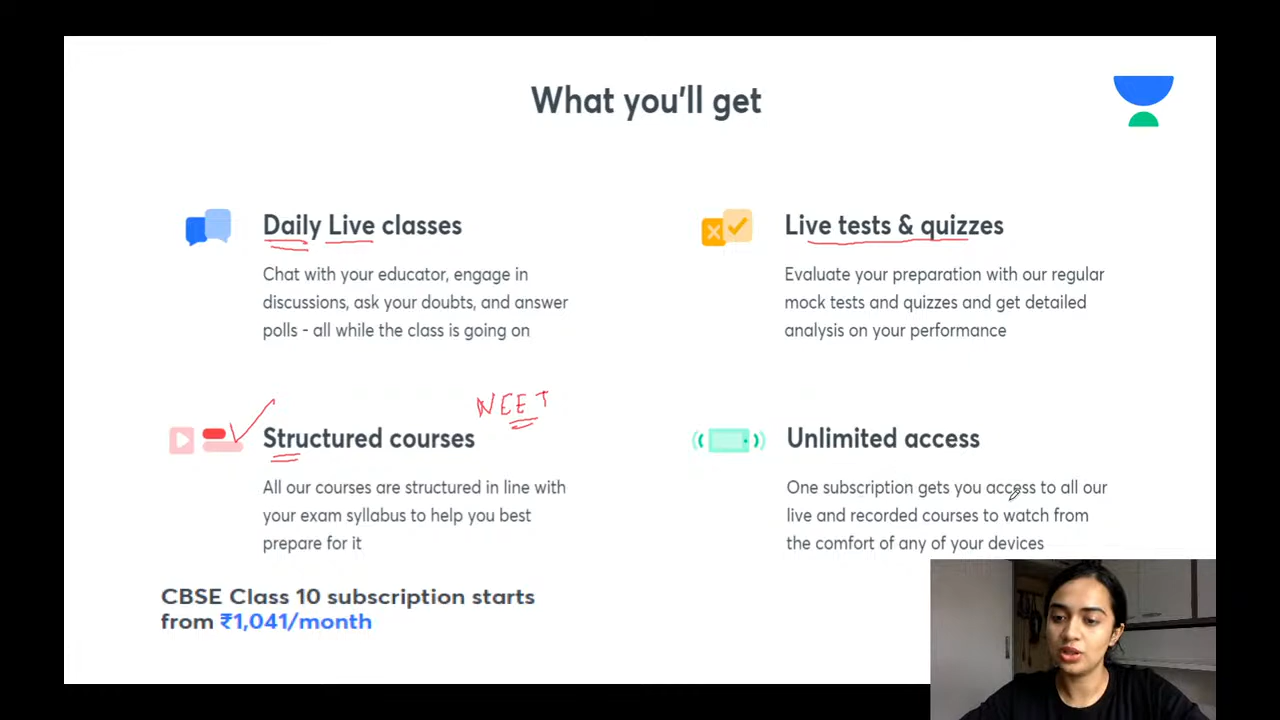 What you'll get
Daily Live classes
Chat with your educator, engage in
discussions, ask your doubts, and answer
polls - all while the class is going on
Live tests & quizzes
Evaluate your preparation with our regular
mock tests and quizzes and get detailed
analysis on your performance
NEET
Structured courses
All our courses are structured in line with
your exam syllabus to help you best
prepare for it
Unlimited access
One subscription gets you access to all our
live and recorded courses to watch from
the comfort of any of your devices
CBSE Class 10 subscription starts
from ₹1,041/month